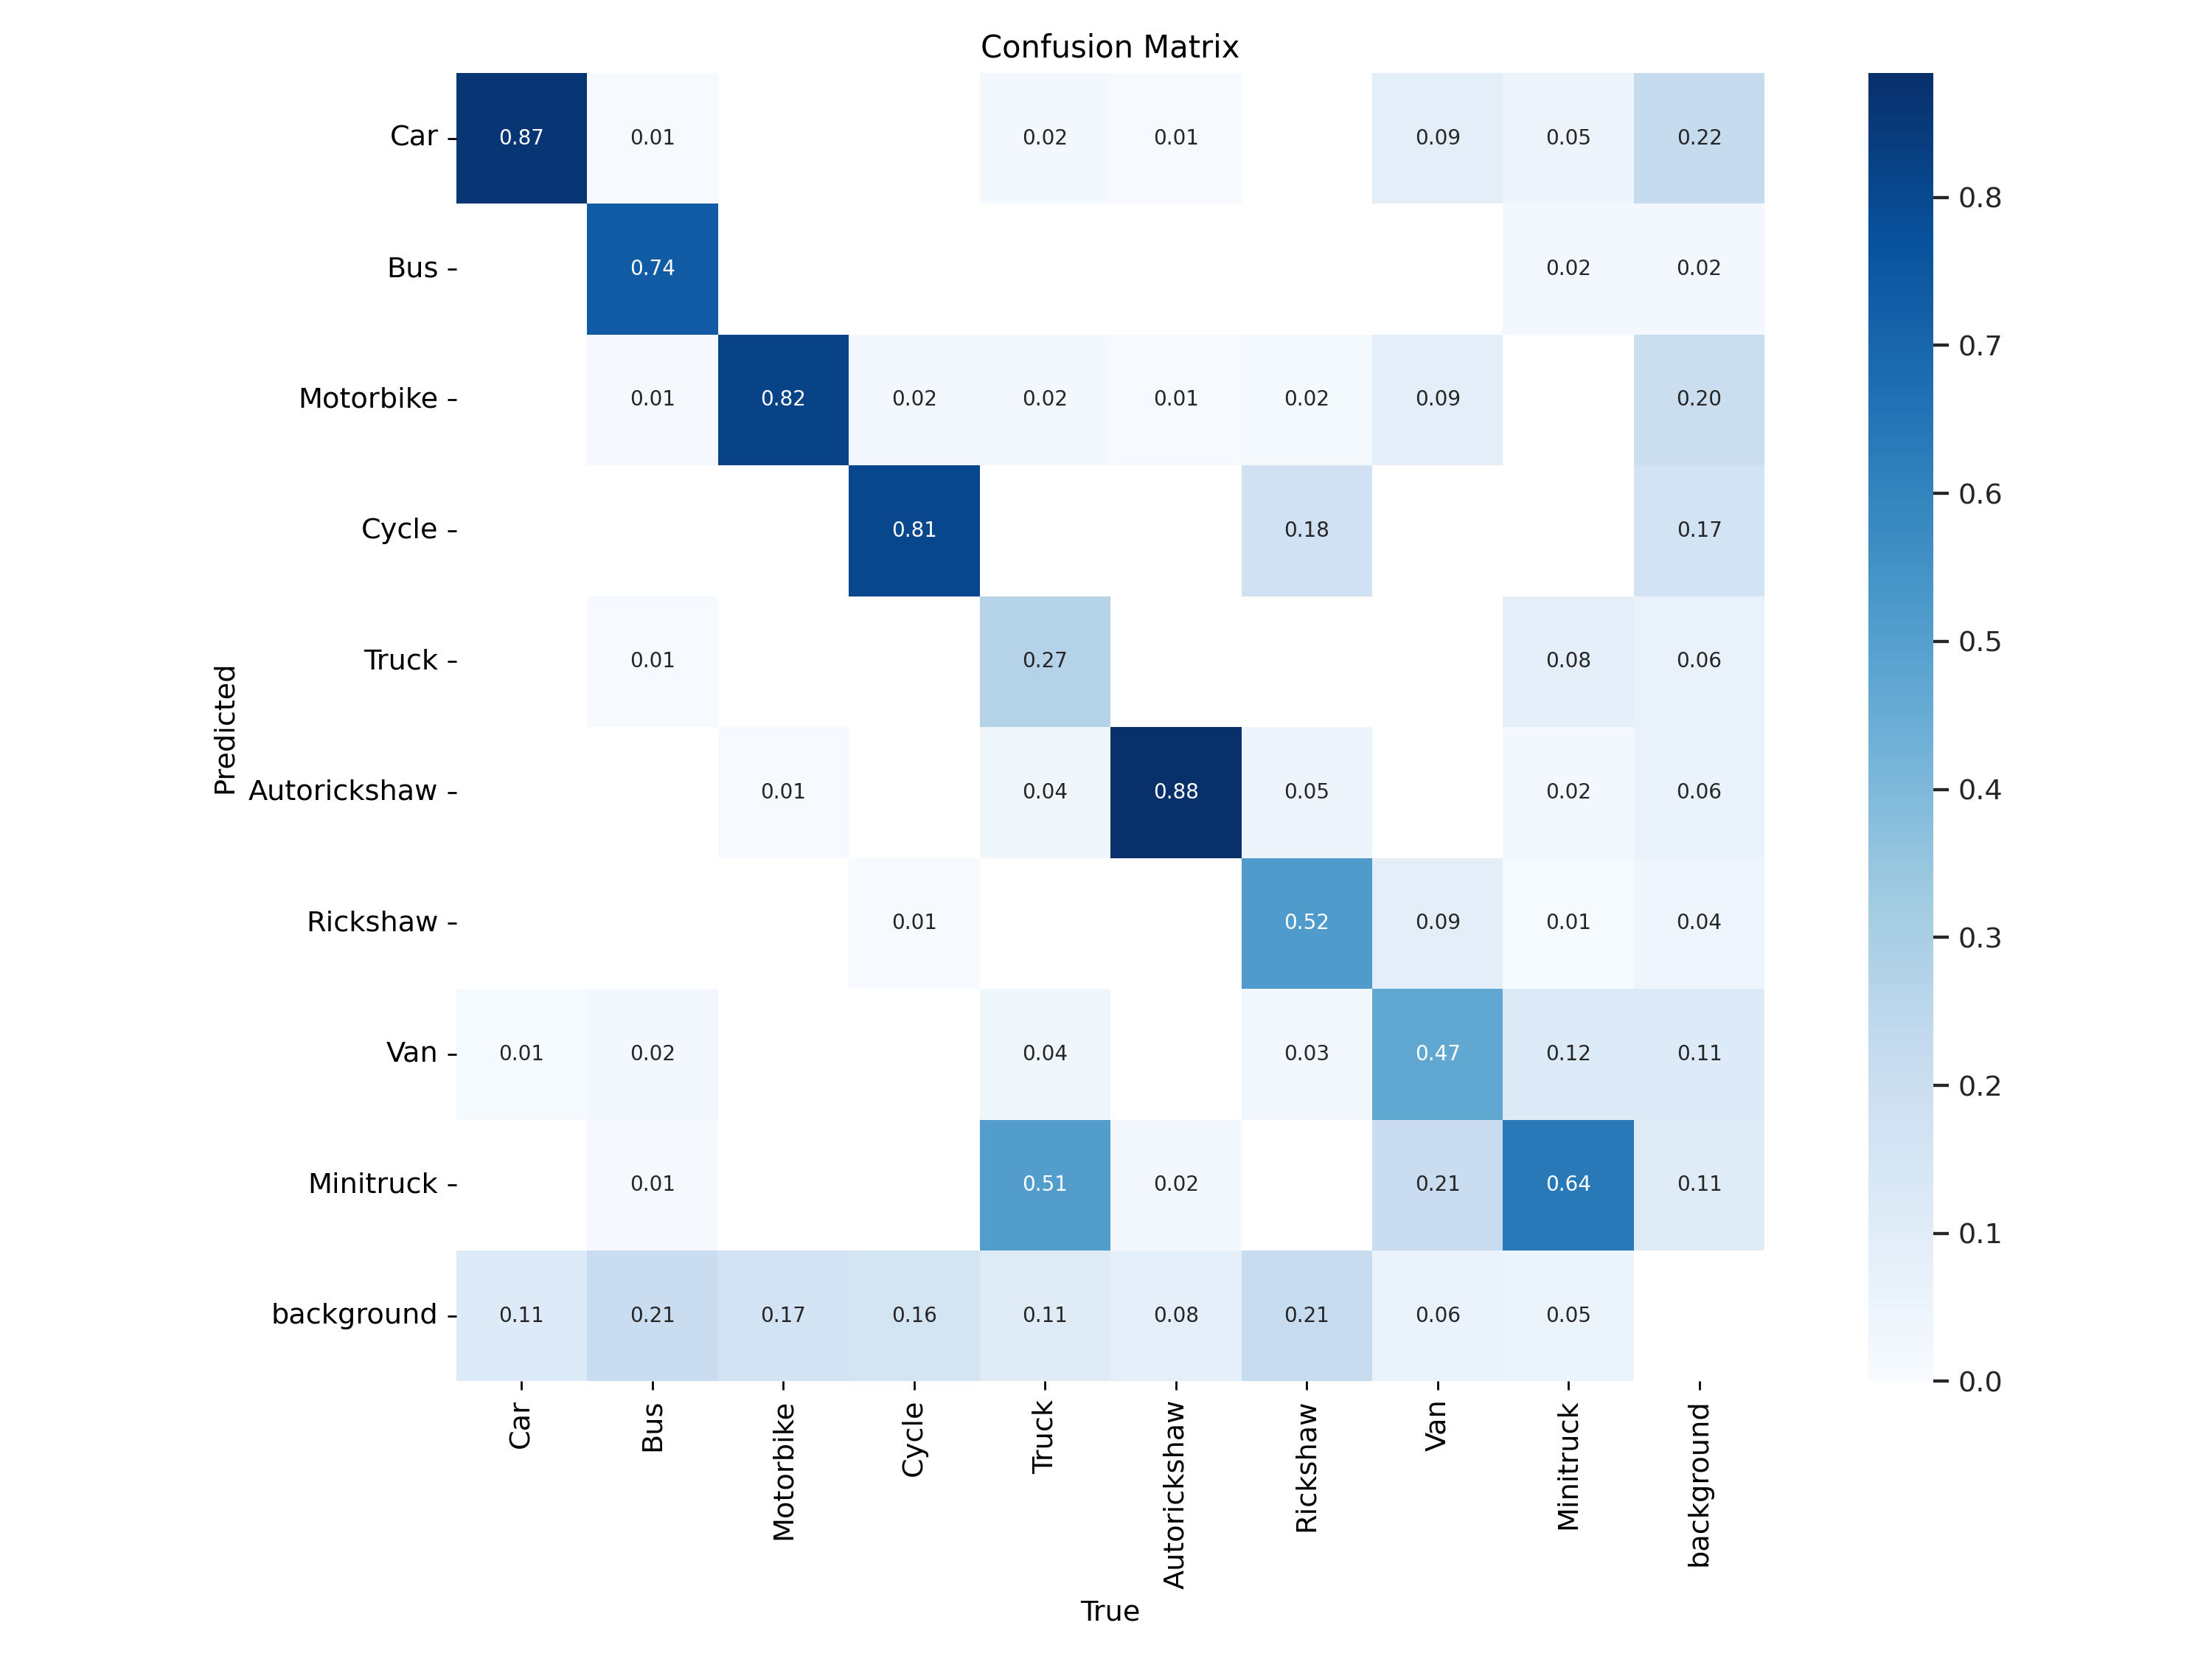 Confusion Matrix
Car 0.87 0.01 0.02 0.01 0.09 0.05 0.22
Bus 0.74 0.02 0.02
Motorbike 0.01 0.82 0.02 0.02 0.01 0.02 0.09 0.20
Cycle 0.81 0.18 0.17
Truck 0.01 0.27 0.08 0.06
Autorickshaw 0.01 0.04 0.88 0.05 0.02 0.06
Rickshaw 0.01 0.52 0.09 0.01 0.04
Van 0.01 0.02 0.04 0.03 0.47 0.12 0.11
Minitruck 0.01 0.51 0.02 0.21 0.64 0.11
background 0.11 0.21 0.17 0.16 0.11 0.08 0.21 0.06 0.05
Predicted
Car Bus Motorbike Cycle Truck Autorickshaw Rickshaw Van Minitruck background
True
0.8
0.7
0.6
0.5
0.4
0.3
0.2
0.1
0.0